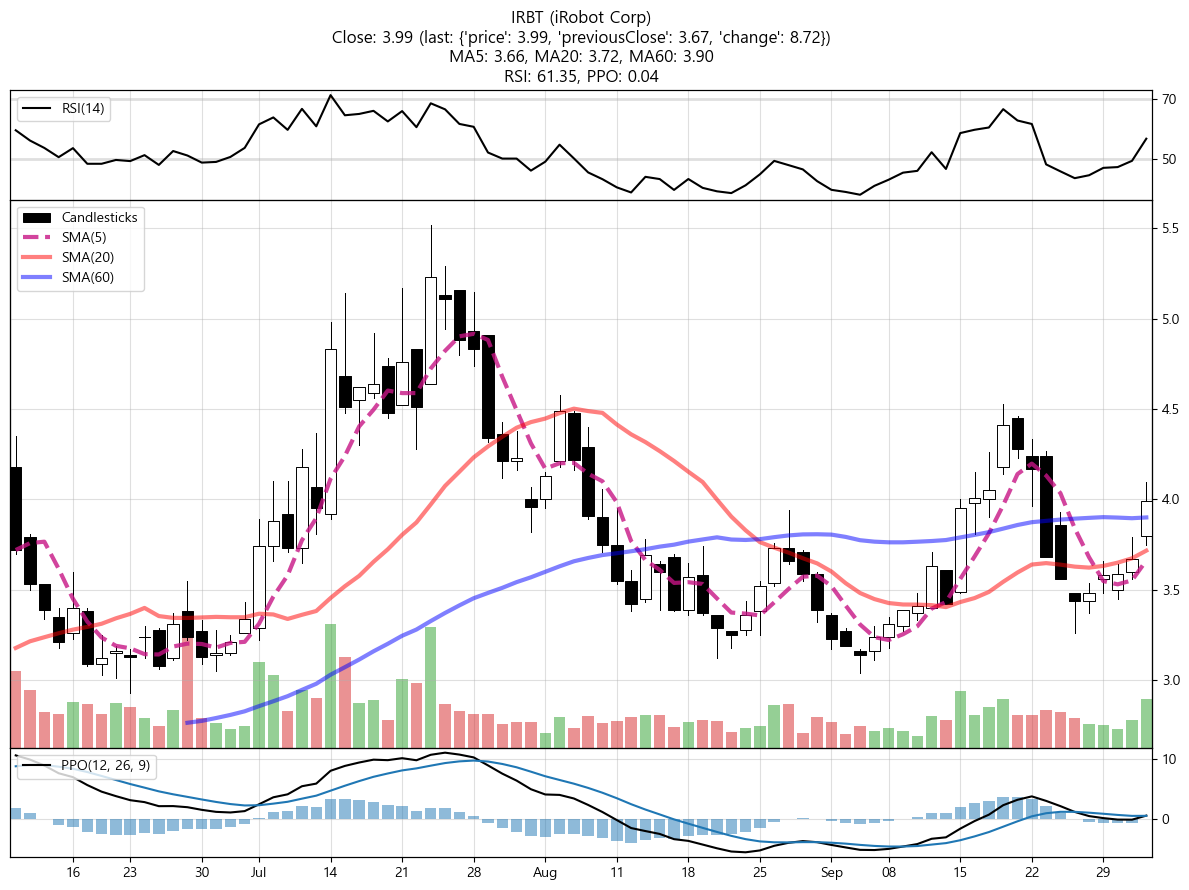 IRBT (iRobot Corp)
Close: 3.99 (last: {'price': 3.99, 'previousClose': 3.67, 'change': 8.72})
MA5: 3.66, MA20: 3.72, MA60: 3.90
RSI: 61.35, PPO: 0.04
RSI(14)
70
50
Candlesticks
SMA(5)
SMA(20)
SMA(60)
5.5
5.0
4.5
4.0
3.5
3.0
PPO(12, 26, 9)
10
0
16 23 30 Jul 14 21 28 Aug 11 18 25 Sep 08 15 22 29